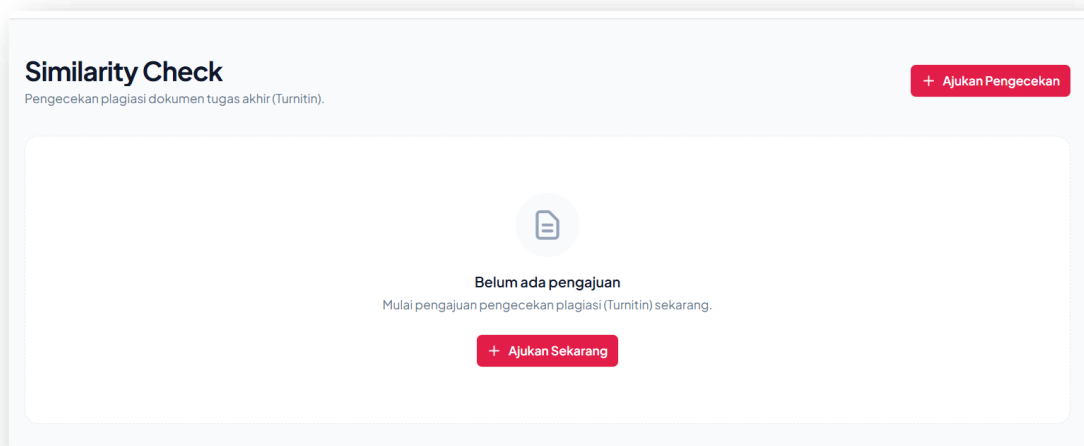 Similarity Check
Pengecekan plagiasi dokumen tugas akhir (Turnitin).
+ Ajukan Pengecekan
Belum ada pengajuan
Mulai pengajuan pengecekan plagiasi (Turnitin) sekarang.
+ Ajukan Sekarang